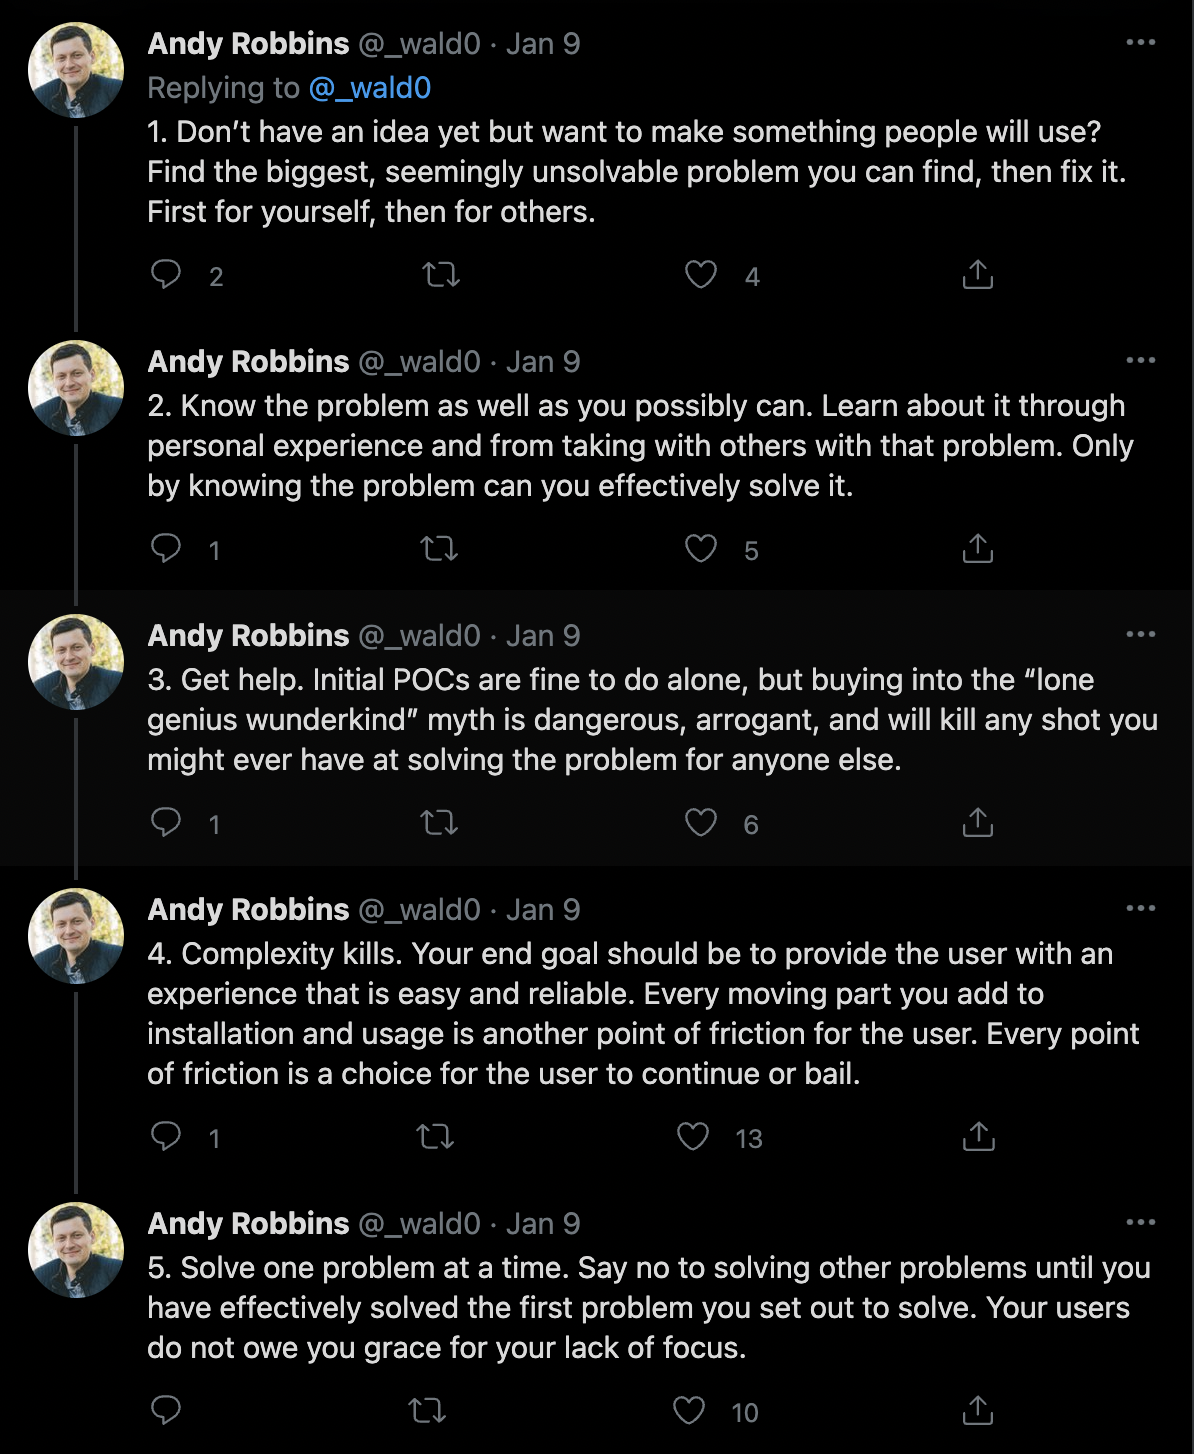 Andy Robbins @_wald0 · Jan 9
Replying to @_wald0
1. Don’t have an idea yet but want to make something people will use?
Find the biggest, seemingly unsolvable problem you can find, then fix it.
First for yourself, then for others.
2 4
Andy Robbins @_wald0 · Jan 9
2. Know the problem as well as you possibly can. Learn about it through
personal experience and from taking with others with that problem. Only
by knowing the problem can you effectively solve it.
1 5
Andy Robbins @_wald0 · Jan 9
3. Get help. Initial POCs are fine to do alone, but buying into the “lone
genius wunderkind” myth is dangerous, arrogant, and will kill any shot you
might ever have at solving the problem for anyone else.
1 6
Andy Robbins @_wald0 · Jan 9
4. Complexity kills. Your end goal should be to provide the user with an
experience that is easy and reliable. Every moving part you add to
installation and usage is another point of friction for the user. Every point
of friction is a choice for the user to continue or bail.
1 13
Andy Robbins @_wald0 · Jan 9
5. Solve one problem at a time. Say no to solving other problems until you
have effectively solved the first problem you set out to solve. Your users
do not owe you grace for your lack of focus.
10